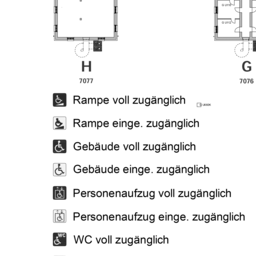 H G
7077 7076
Rampe voll zugänglich
Rampe einge. zugänglich
Gebäude voll zugänglich
Gebäude einge. zugänglich
Personenaufzug voll zugänglich
Personenaufzug einge. zugänglich
WC voll zugänglich